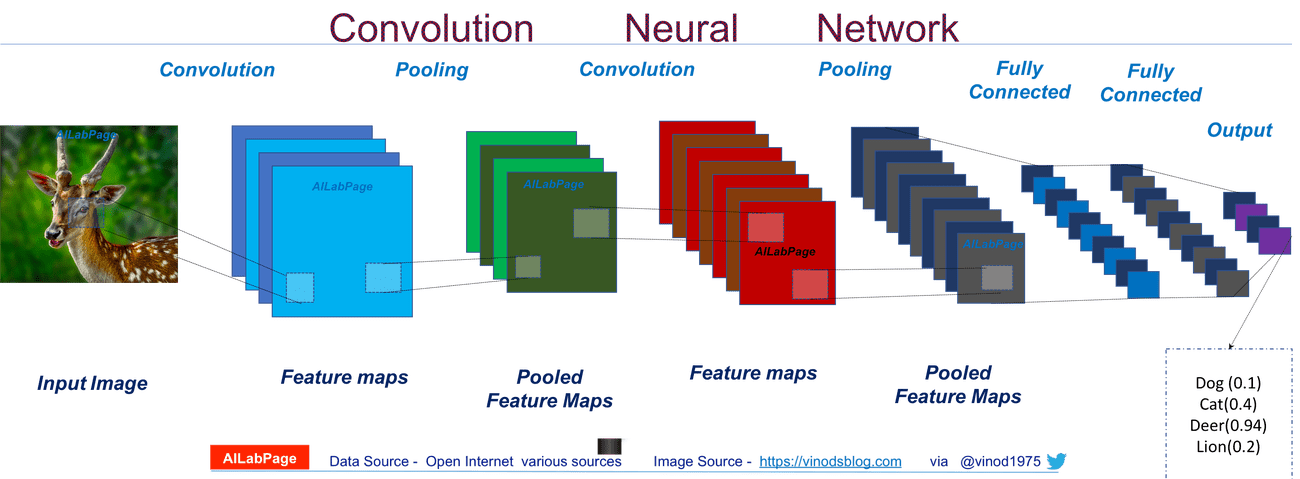 Convolution Neural Network
Convolution
Pooling
Convolution
Pooling
Fully
Connected
Fully
Connected
Output
AILabPage
AILabPage
AILabPage
AILabPage
AILabPage
Input Image
Feature maps
Pooled
Feature Maps
Feature maps
Pooled
Feature Maps
Dog (0.1)
Cat(0.4)
Deer(0.94)
Lion(0.2)
AILabPage
Data Source - Open Internet various sources
Image Source - https://vinodsblog.com via @vinod1975